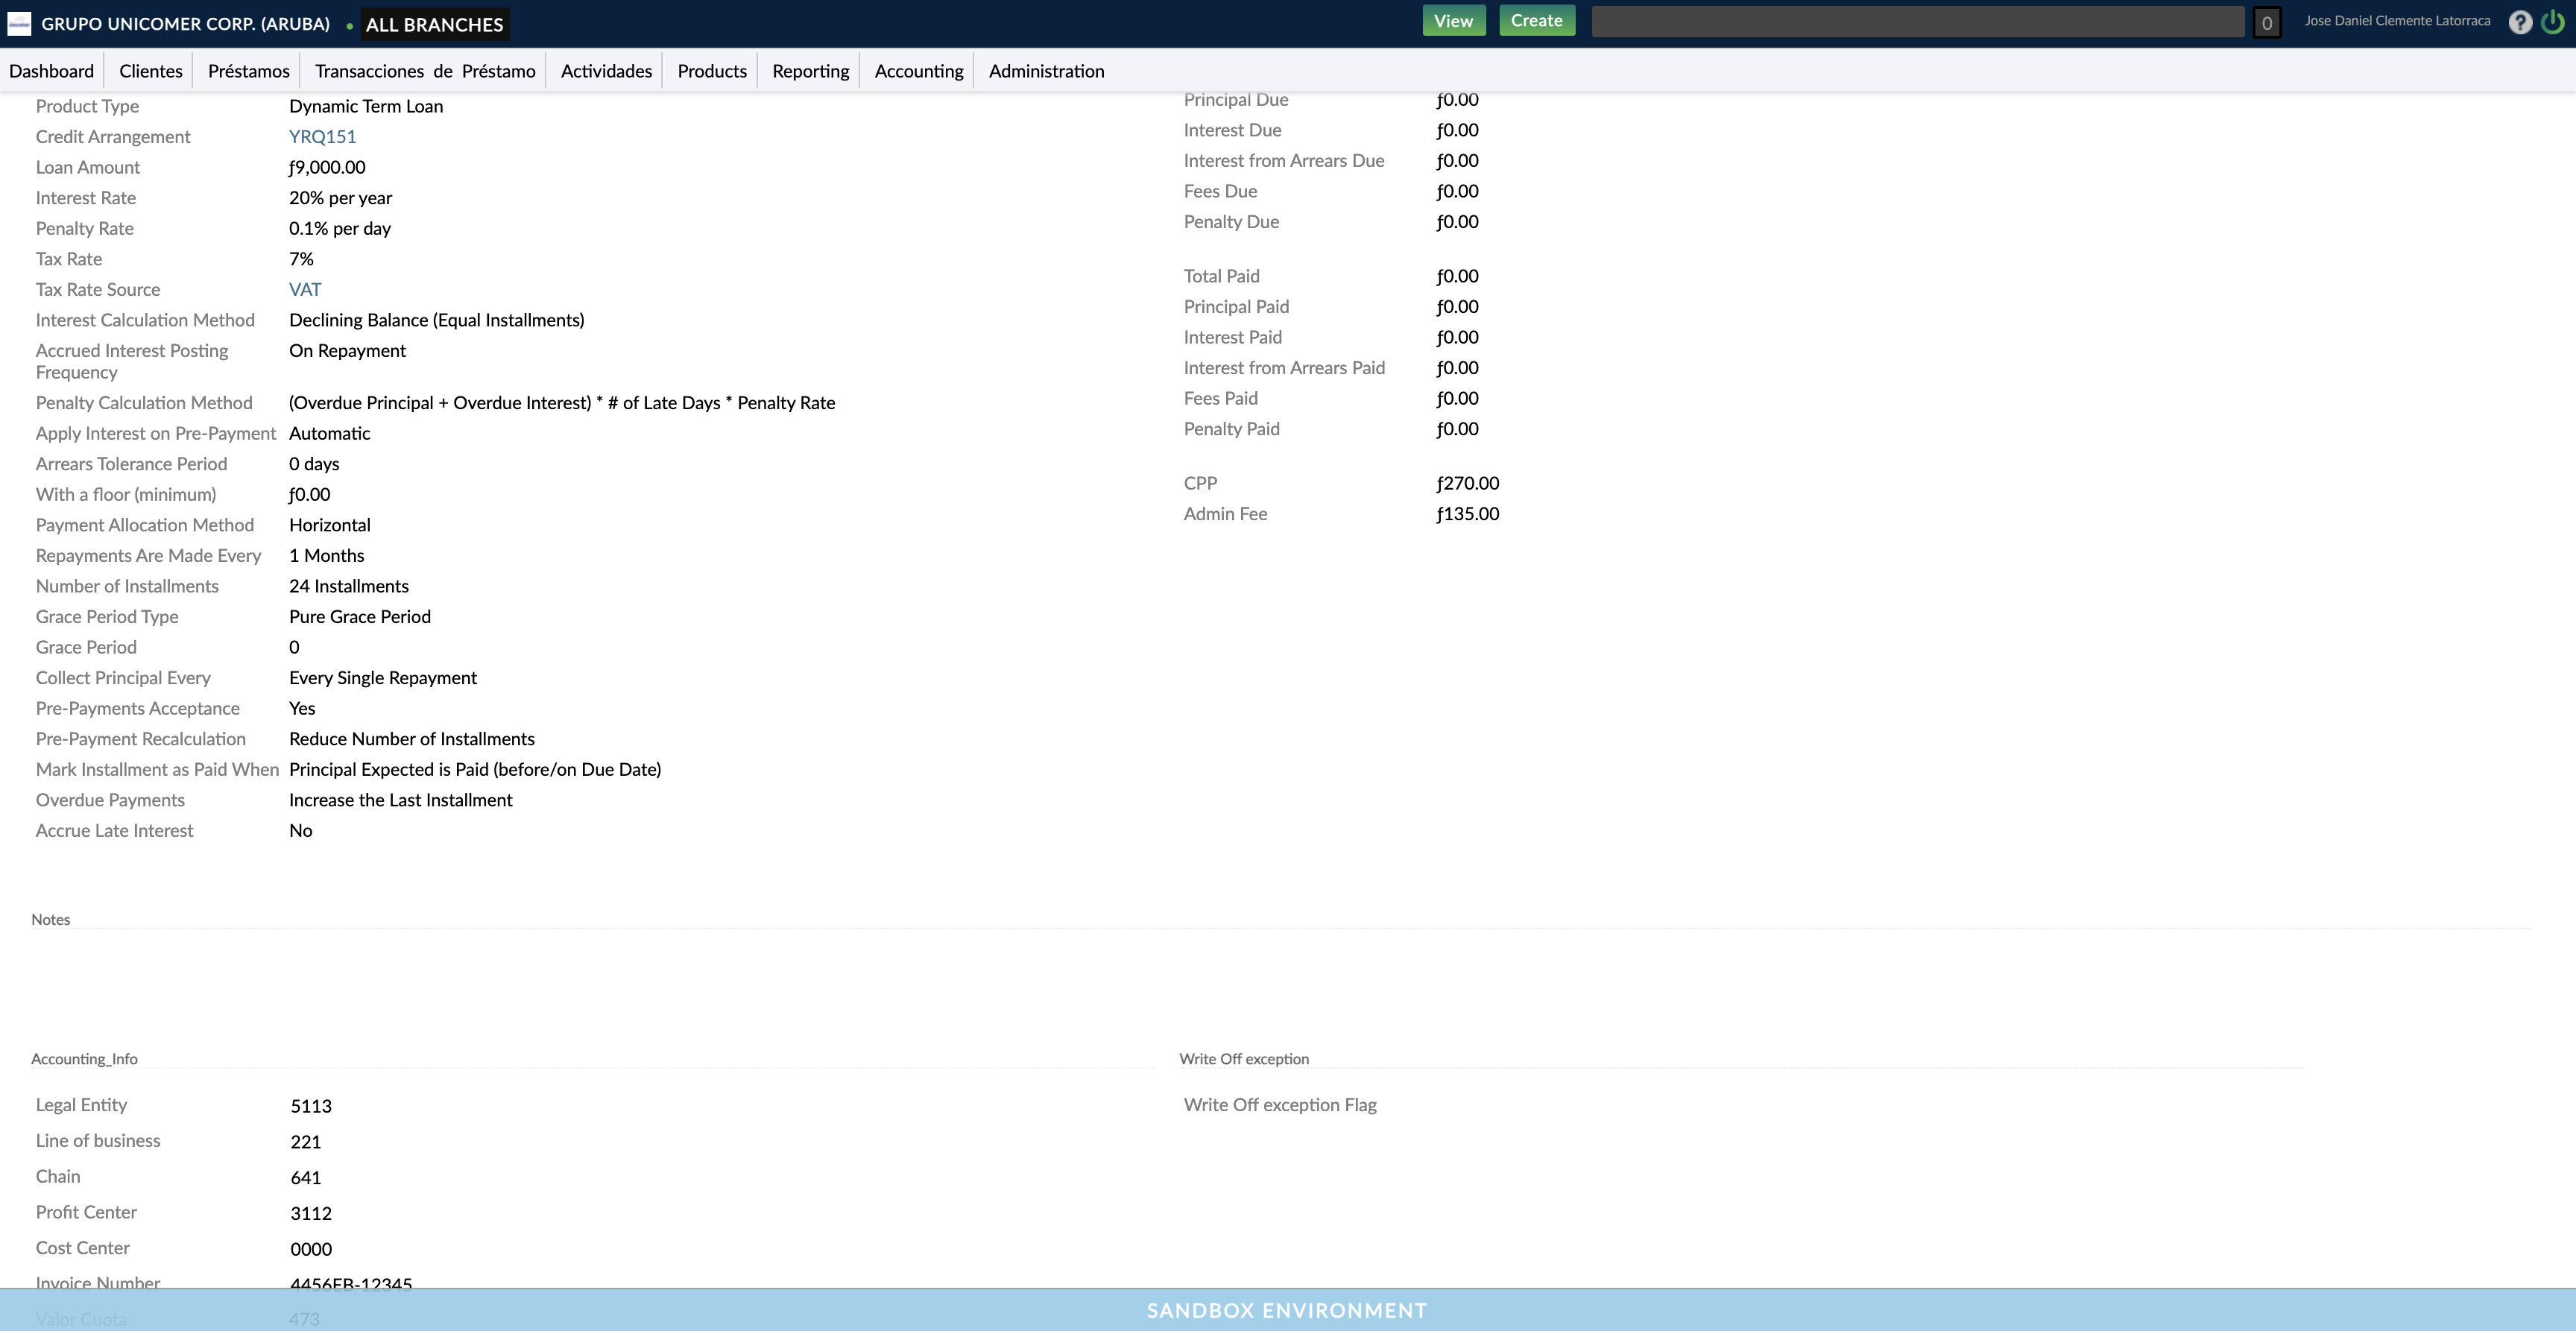 GRUPO UNICOMER CORP. (ARUBA) • ALL BRANCHES View Create 0 Jose Daniel Clemente Latorraca ?
Dashboard Clientes Préstamos Transacciones de Préstamo Actividades Products Reporting Accounting Administration
Product Type Dynamic Term Loan
Credit Arrangement YRQ151
Loan Amount ƒ9,000.00
Interest Rate 20% per year
Penalty Rate 0.1% per day
Tax Rate 7%
Tax Rate Source VAT
Interest Calculation Method Declining Balance (Equal Installments)
Accrued Interest Posting Frequency On Repayment
Penalty Calculation Method (Overdue Principal + Overdue Interest) * # of Late Days * Penalty Rate
Apply Interest on Pre-Payment Automatic
Arrears Tolerance Period 0 days
With a floor (minimum) ƒ0.00
Payment Allocation Method Horizontal
Repayments Are Made Every 1 Months
Number of Installments 24 Installments
Grace Period Type Pure Grace Period
Grace Period 0
Collect Principal Every Every Single Repayment
Pre-Payments Acceptance Yes
Pre-Payment Recalculation Reduce Number of Installments
Mark Installment as Paid When Principal Expected is Paid (before/on Due Date)
Overdue Payments Increase the Last Installment
Accrue Late Interest No
Principal Due ƒ0.00
Interest Due ƒ0.00
Interest from Arrears Due ƒ0.00
Fees Due ƒ0.00
Penalty Due ƒ0.00
Total Paid ƒ0.00
Principal Paid ƒ0.00
Interest Paid ƒ0.00
Interest from Arrears Paid ƒ0.00
Fees Paid ƒ0.00
Penalty Paid ƒ0.00
CPP ƒ270.00
Admin Fee ƒ135.00
Notes
Accounting_Info
Legal Entity 5113
Line of business 221
Chain 641
Profit Center 3112
Cost Center 0000
Invoice Number 4456EB-12345
Valor Cuota 473
Write Off exception
Write Off exception Flag
SANDBOX ENVIRONMENT